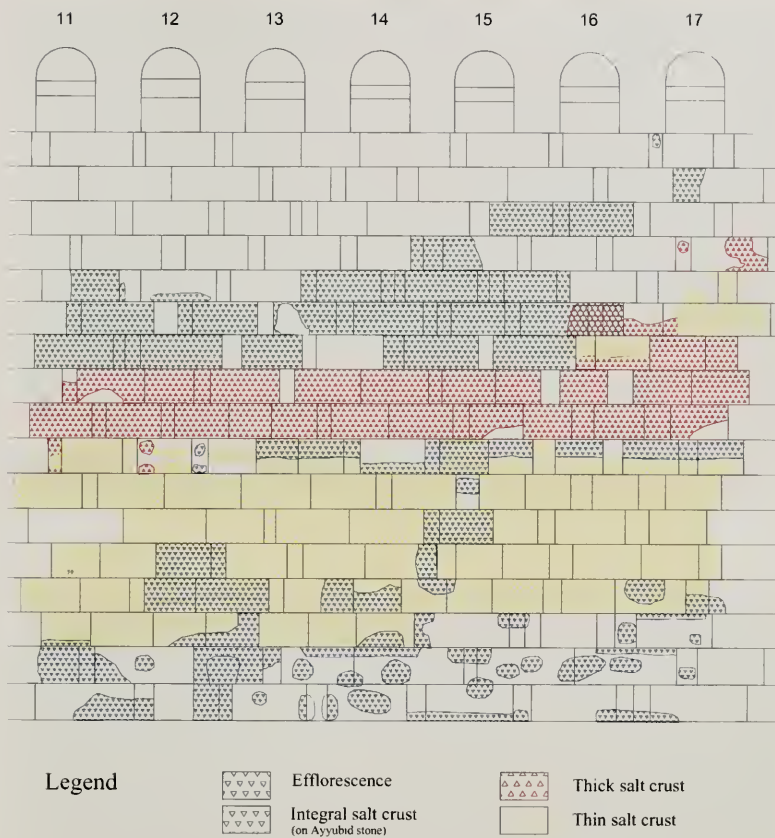 11 12 13 14 15 16 17
Legend
Efflorescence
Thick salt crust
Integral salt crust
(on Ayyubid stone)
Thin salt crust